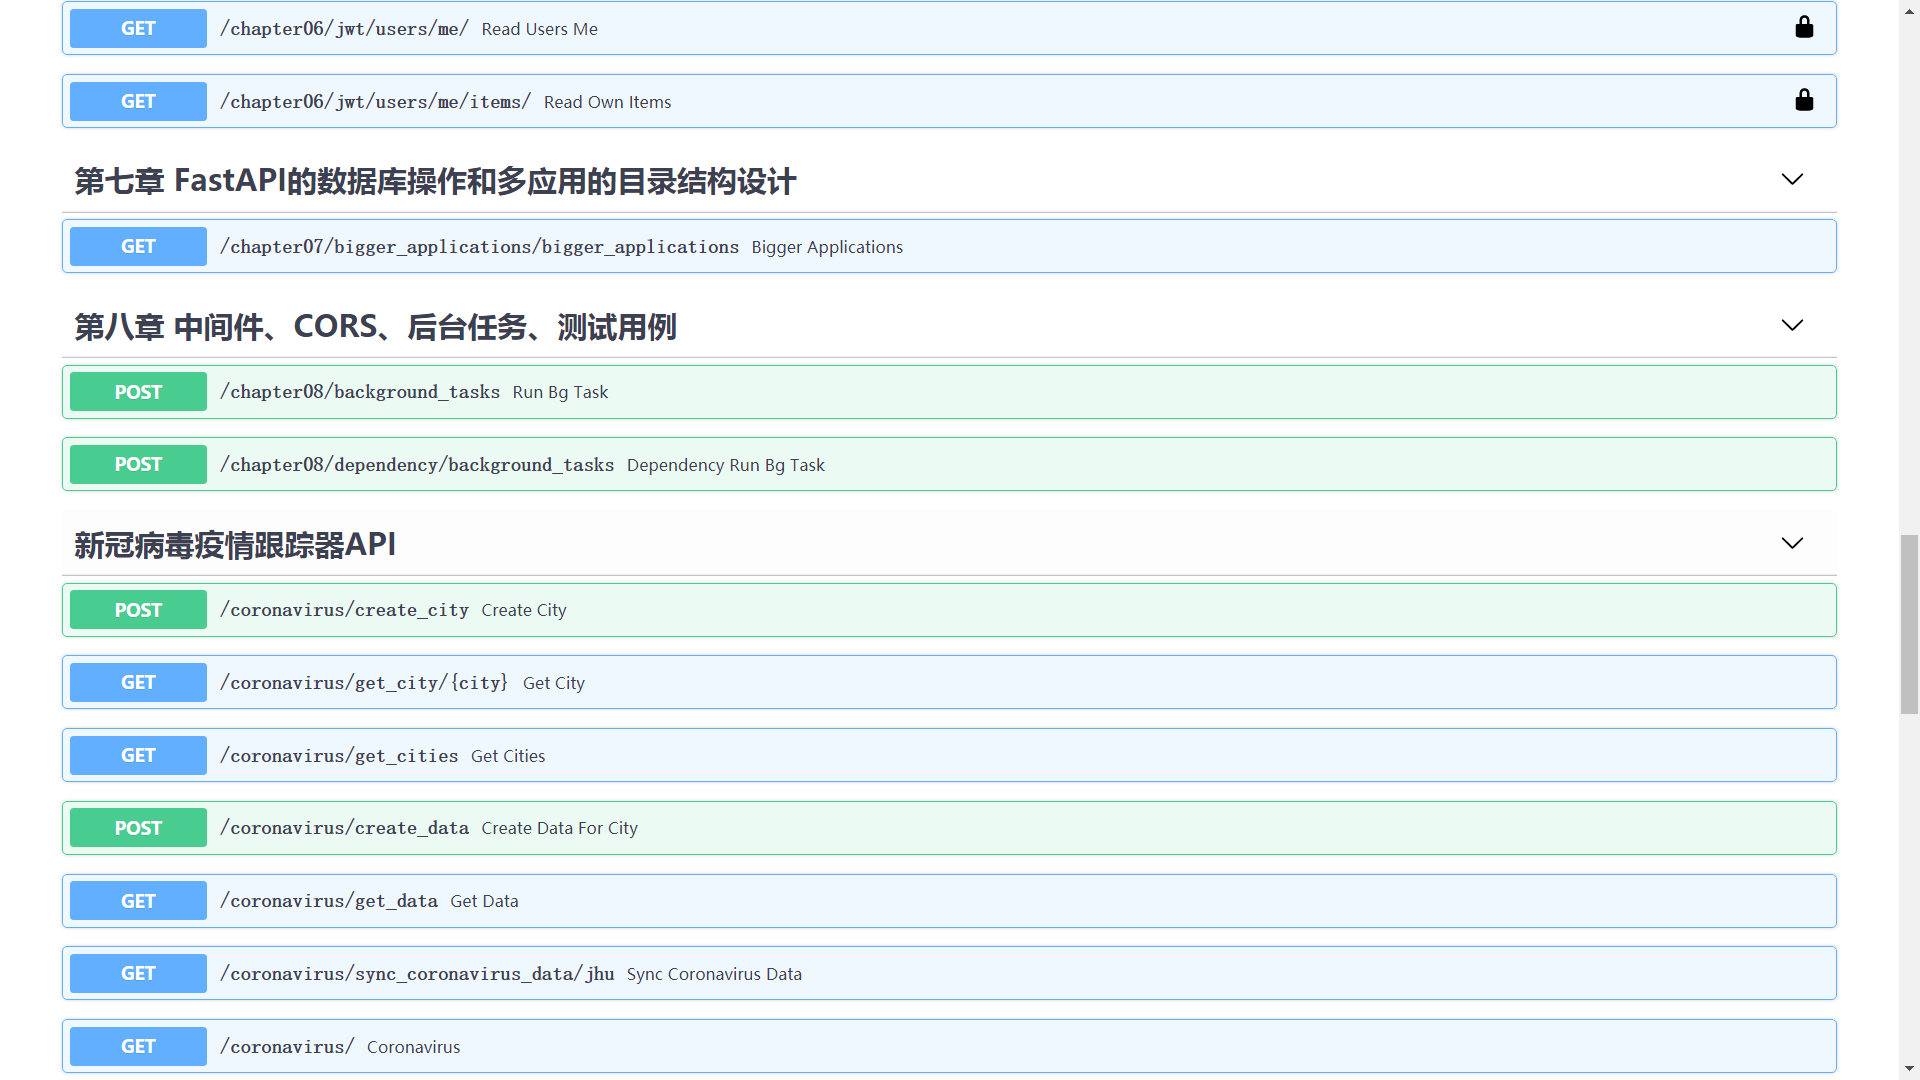 GET /chapter06/jwt/users/me/ Read Users Me
GET /chapter06/jwt/users/me/items/ Read Own Items
第七章 FastAPI的数据库操作和多应用的目录结构设计
GET /chapter07/bigger_applications/bigger_applications Bigger Applications
第八章 中间件、CORS、后台任务、测试用例
POST /chapter08/background_tasks Run Bg Task
POST /chapter08/dependency/background_tasks Dependency Run Bg Task
新冠病毒疫情跟踪器API
POST /coronavirus/create_city Create City
GET /coronavirus/get_city/{city} Get City
GET /coronavirus/get_cities Get Cities
POST /coronavirus/create_data Create Data For City
GET /coronavirus/get_data Get Data
GET /coronavirus/sync_coronavirus_data/jhu Sync Coronavirus Data
GET /coronavirus/ Coronavirus